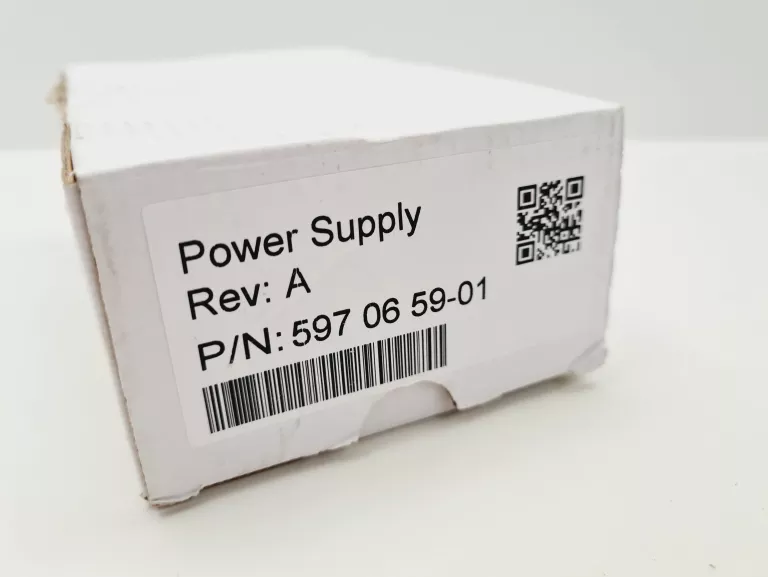 Power Supply
Rev: A
P/N: 597 06 59-01